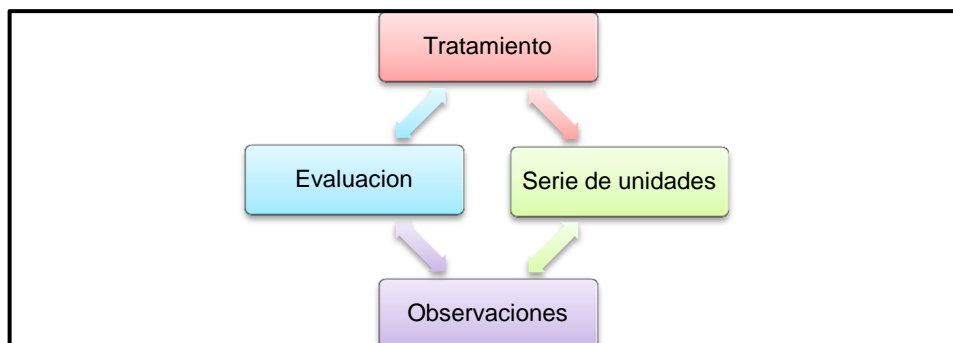 Tratamiento
Evaluacion
Serie de unidades
Observaciones